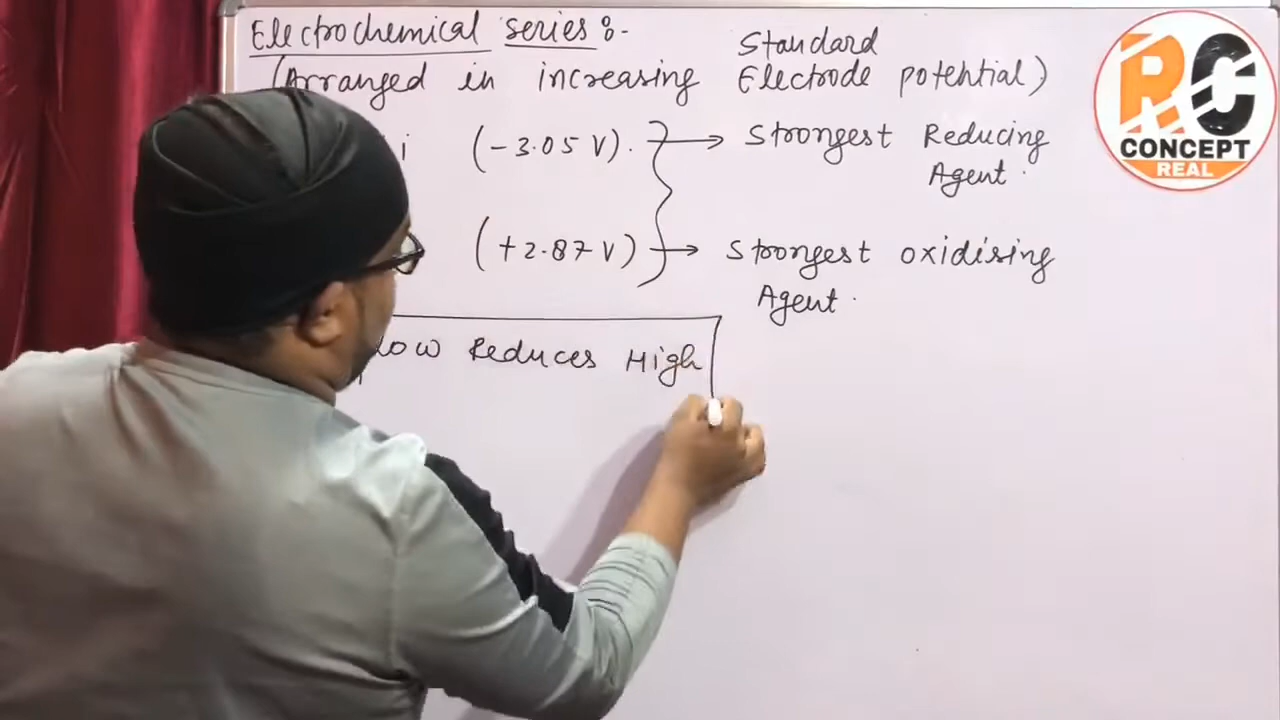 Electrochemical series :-
Standard
(Arranged in increasing Electrode potential)
i (-3.05 V). → Strongest Reducing
Agent.
(+2.87 V) → Strongest oxidising
Agent.
Low Reduces High
RC
CONCEPT
REAL